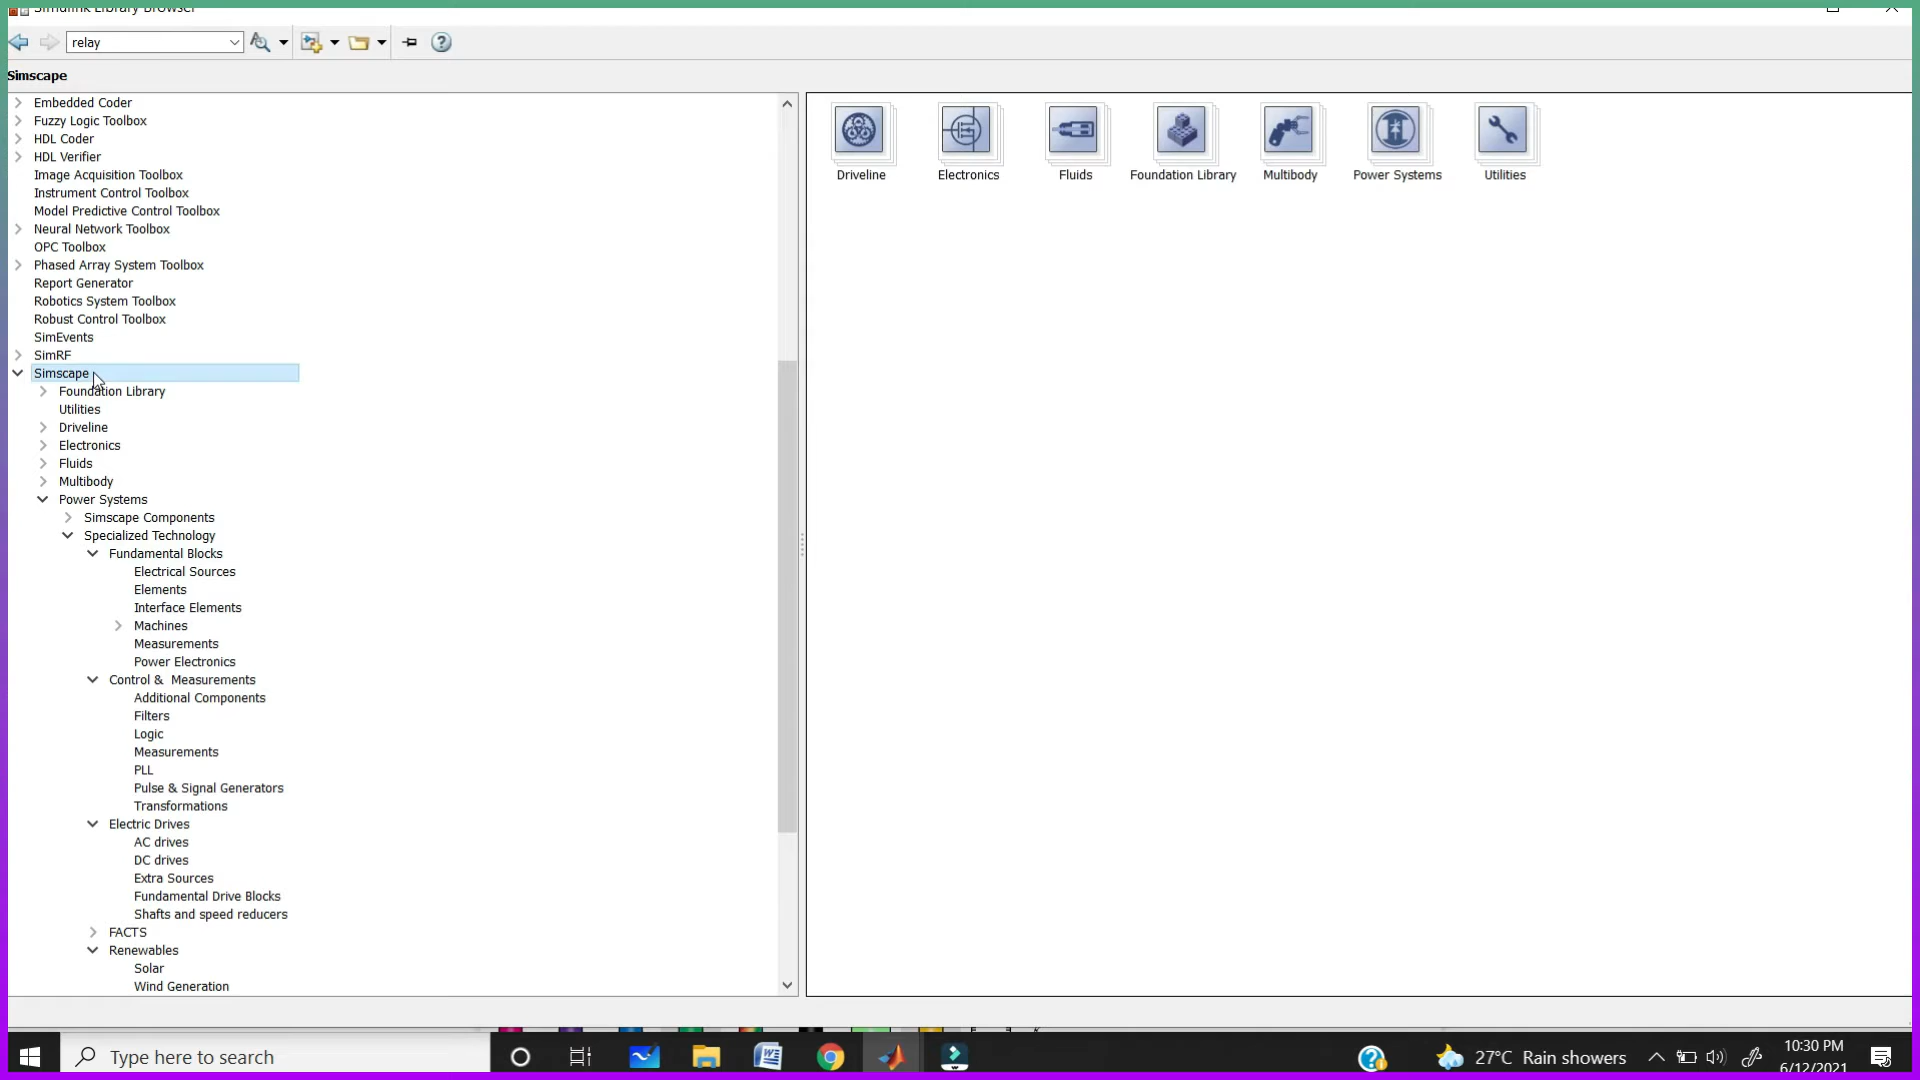 Simulink Library Browser
relay
Simscape
Embedded Coder
Fuzzy Logic Toolbox
HDL Coder
HDL Verifier
Image Acquisition Toolbox
Instrument Control Toolbox
Model Predictive Control Toolbox
Neural Network Toolbox
OPC Toolbox
Phased Array System Toolbox
Report Generator
Robotics System Toolbox
Robust Control Toolbox
SimEvents
SimRF
Simscape
Foundation Library
Utilities
Driveline
Electronics
Fluids
Multibody
Power Systems
Simscape Components
Specialized Technology
Fundamental Blocks
Electrical Sources
Elements
Interface Elements
Machines
Measurements
Power Electronics
Control & Measurements
Additional Components
Filters
Logic
Measurements
PLL
Pulse & Signal Generators
Transformations
Electric Drives
AC drives
DC drives
Extra Sources
Fundamental Drive Blocks
Shafts and speed reducers
FACTS
Renewables
Solar
Wind Generation
Driveline Electronics Fluids Foundation Library Multibody Power Systems Utilities
Type here to search
27°C Rain showers
10:30 PM
6/12/2021